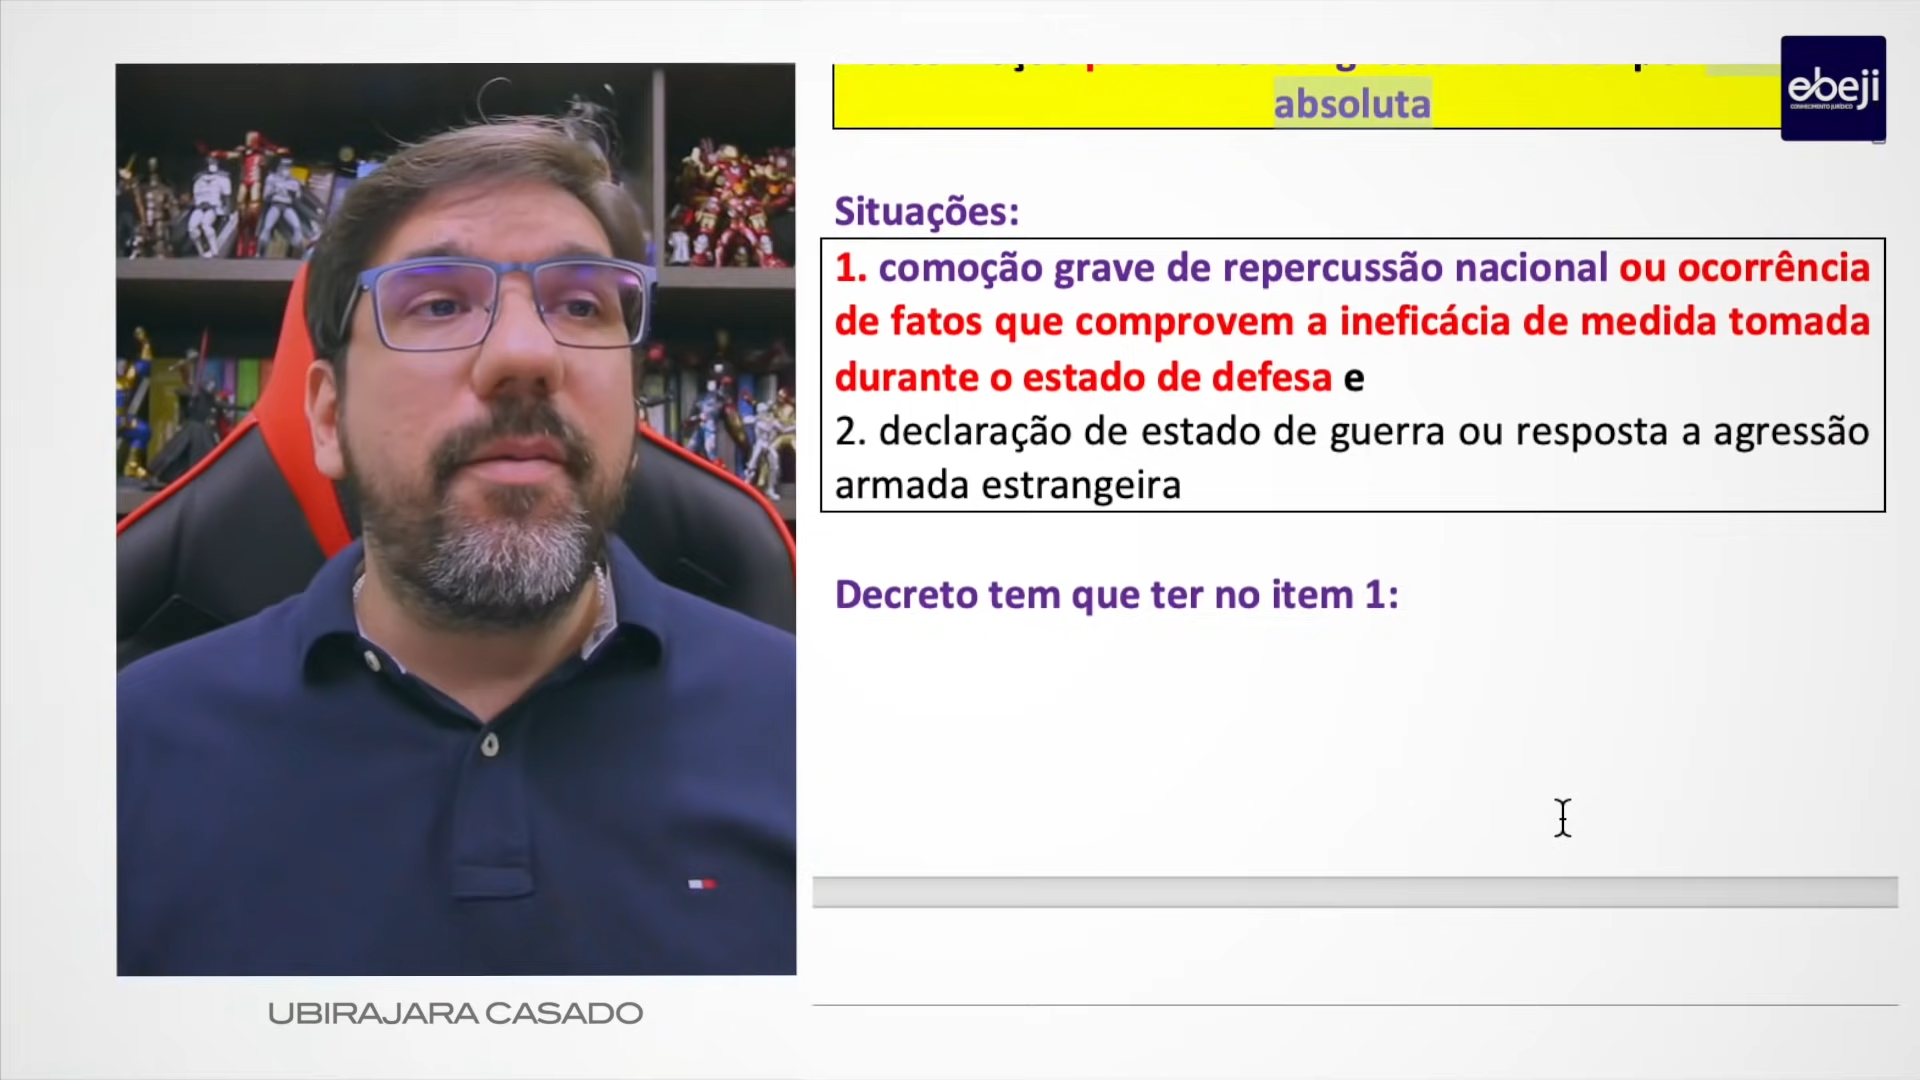 absoluta
ebeji
CONHECIMENTO JURÍDICO
Situações:
1. comoção grave de repercussão nacional ou ocorrência
de fatos que comprovem a ineficácia de medida tomada
durante o estado de defesa e
2. declaração de estado de guerra ou resposta a agressão
armada estrangeira
Decreto tem que ter no item 1:
UBIRAJARA CASADO